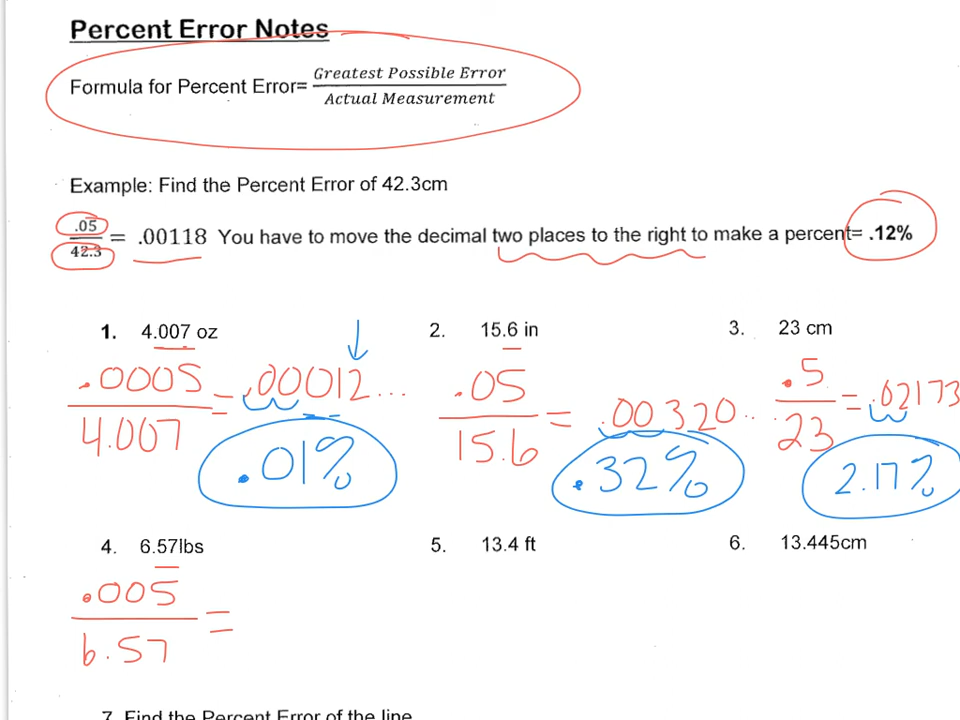 Percent Error Notes
Formula for Percent Error= Greatest Possible Error
Actual Measurement
Example: Find the Percent Error of 42.3cm
.05
42.3
= .00118 You have to move the decimal two places to the right to make a percent= .12%
1. 4.007 oz 2. 15.6 in 3. 23 cm
.0005
4.007
= .00012...
.01%
.05
15.6
= .00320..
.32%
.5
23
= .02173
2.17%
4. 6.57lbs 5. 13.4 ft 6. 13.445cm
.005
6.57
=
7. Find the Percent Error of the line